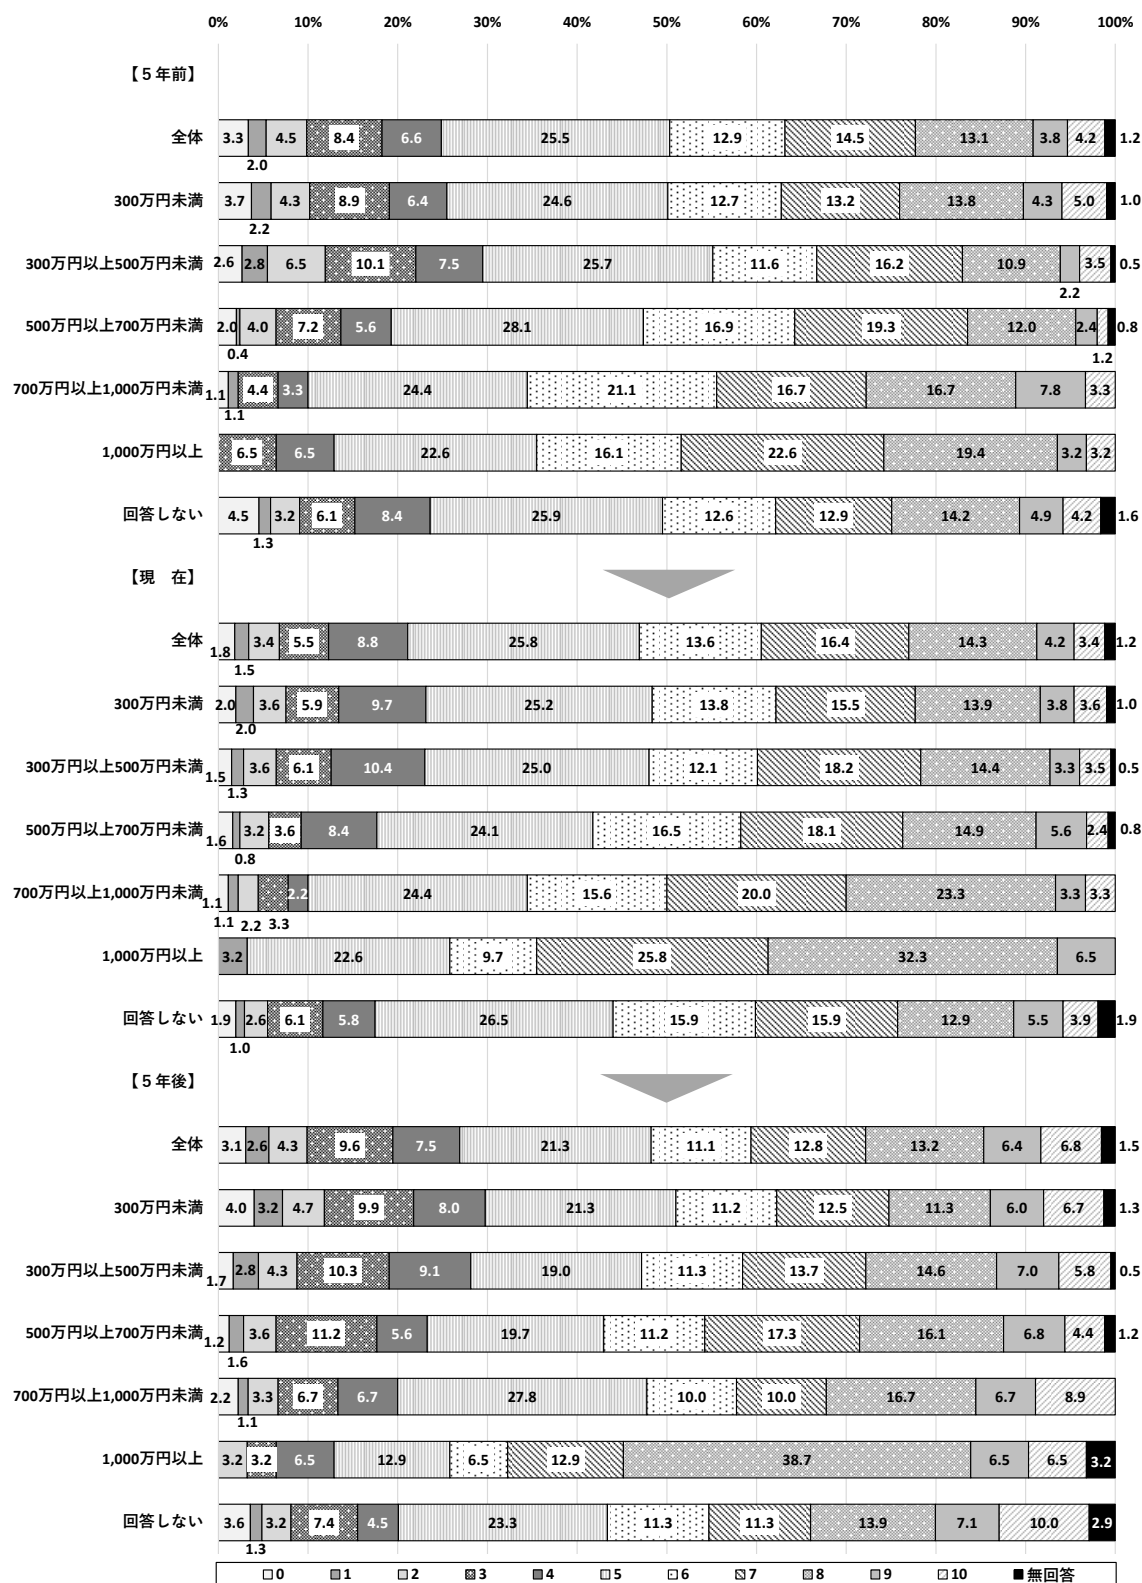 0% 10% 20% 30% 40% 50% 60% 70% 80% 90% 100%
【５年前】
全体 3.3 4.5 8.4 6.6 25.5 12.9 14.5 13.1 3.8 4.2 1.2
2.0
300万円未満 3.7 4.3 8.9 6.4 24.6 12.7 13.2 13.8 4.3 5.0 1.0
2.2
300万円以上500万円未満 2.6 2.8 6.5 10.1 7.5 25.7 11.6 16.2 10.9 3.5 0.5
2.2
500万円以上700万円未満 2.0 4.0 7.2 5.6 28.1 16.9 19.3 12.0 2.4 0.8
0.4 1.2
700万円以上1,000万円未満 1.1 4.4 3.3 24.4 21.1 16.7 16.7 7.8 3.3
1.1
1,000万円以上 6.5 6.5 22.6 16.1 22.6 19.4 3.2 3.2
回答しない 4.5 3.2 6.1 8.4 25.9 12.6 12.9 14.2 4.9 4.2 1.6
1.3
【現　在】
全体 1.8 3.4 5.5 8.8 25.8 13.6 16.4 14.3 4.2 3.4 1.2
1.5
300万円未満 2.0 3.6 5.9 9.7 25.2 13.8 15.5 13.9 3.8 3.6 1.0
2.0
300万円以上500万円未満 1.5 3.6 6.1 10.4 25.0 12.1 18.2 14.4 3.3 3.5 0.5
1.3
500万円以上700万円未満 1.6 3.2 3.6 8.4 24.1 16.5 18.1 14.9 5.6 2.4 0.8
0.8
700万円以上1,000万円未満 1.1 2.2 24.4 15.6 20.0 23.3 3.3 3.3
1.1 2.2 3.3
1,000万円以上 3.2 22.6 9.7 25.8 32.3 6.5
回答しない 1.9 2.6 6.1 5.8 26.5 15.9 15.9 12.9 5.5 3.9 1.9
1.0
【５年後】
全体 3.1 2.6 4.3 9.6 7.5 21.3 11.1 12.8 13.2 6.4 6.8 1.5
300万円未満 4.0 3.2 4.7 9.9 8.0 21.3 11.2 12.5 11.3 6.0 6.7 1.3
300万円以上500万円未満 1.7 2.8 4.3 10.3 9.1 19.0 11.3 13.7 14.6 7.0 5.8 0.5
500万円以上700万円未満 1.2 3.6 11.2 5.6 19.7 11.2 17.3 16.1 6.8 4.4 1.2
1.6
700万円以上1,000万円未満 2.2 3.3 6.7 6.7 27.8 10.0 10.0 16.7 6.7 8.9
1.1
1,000万円以上 3.2 3.2 6.5 12.9 6.5 12.9 38.7 6.5 6.5 3.2
回答しない 3.6 3.2 7.4 4.5 23.3 11.3 11.3 13.9 7.1 10.0 2.9
1.3
0 1 2 3 4 5 6 7 8 9 10 無回答